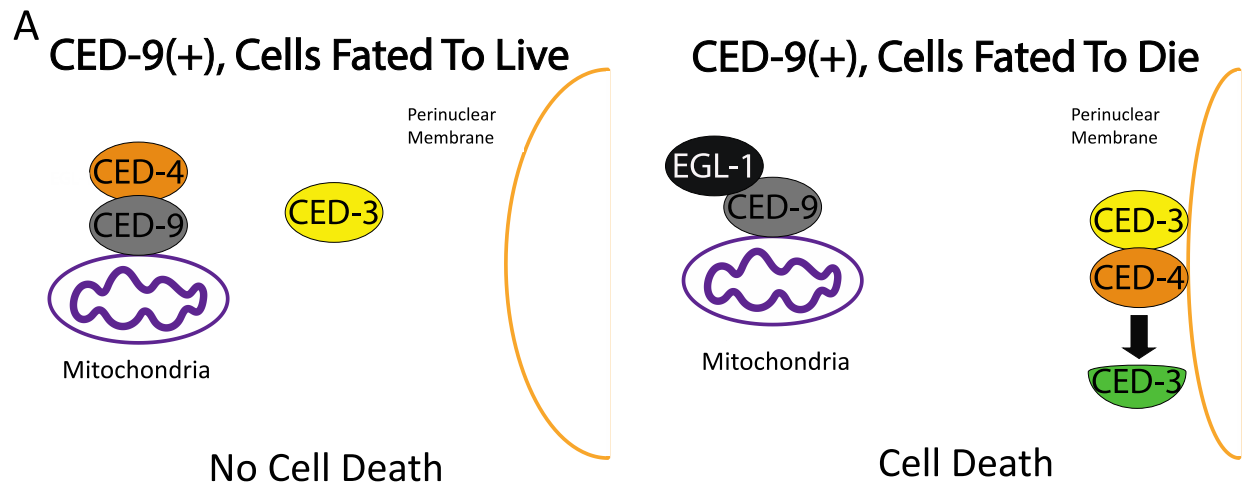 A
CED-9(+), Cells Fated To Live
Perinuclear
Membrane
CED-4
CED-9
CED-3
Mitochondria
No Cell Death
CED-9(+), Cells Fated To Die
Perinuclear
Membrane
EGL-1
CED-9
CED-3
CED-4
Mitochondria
CED-3
Cell Death